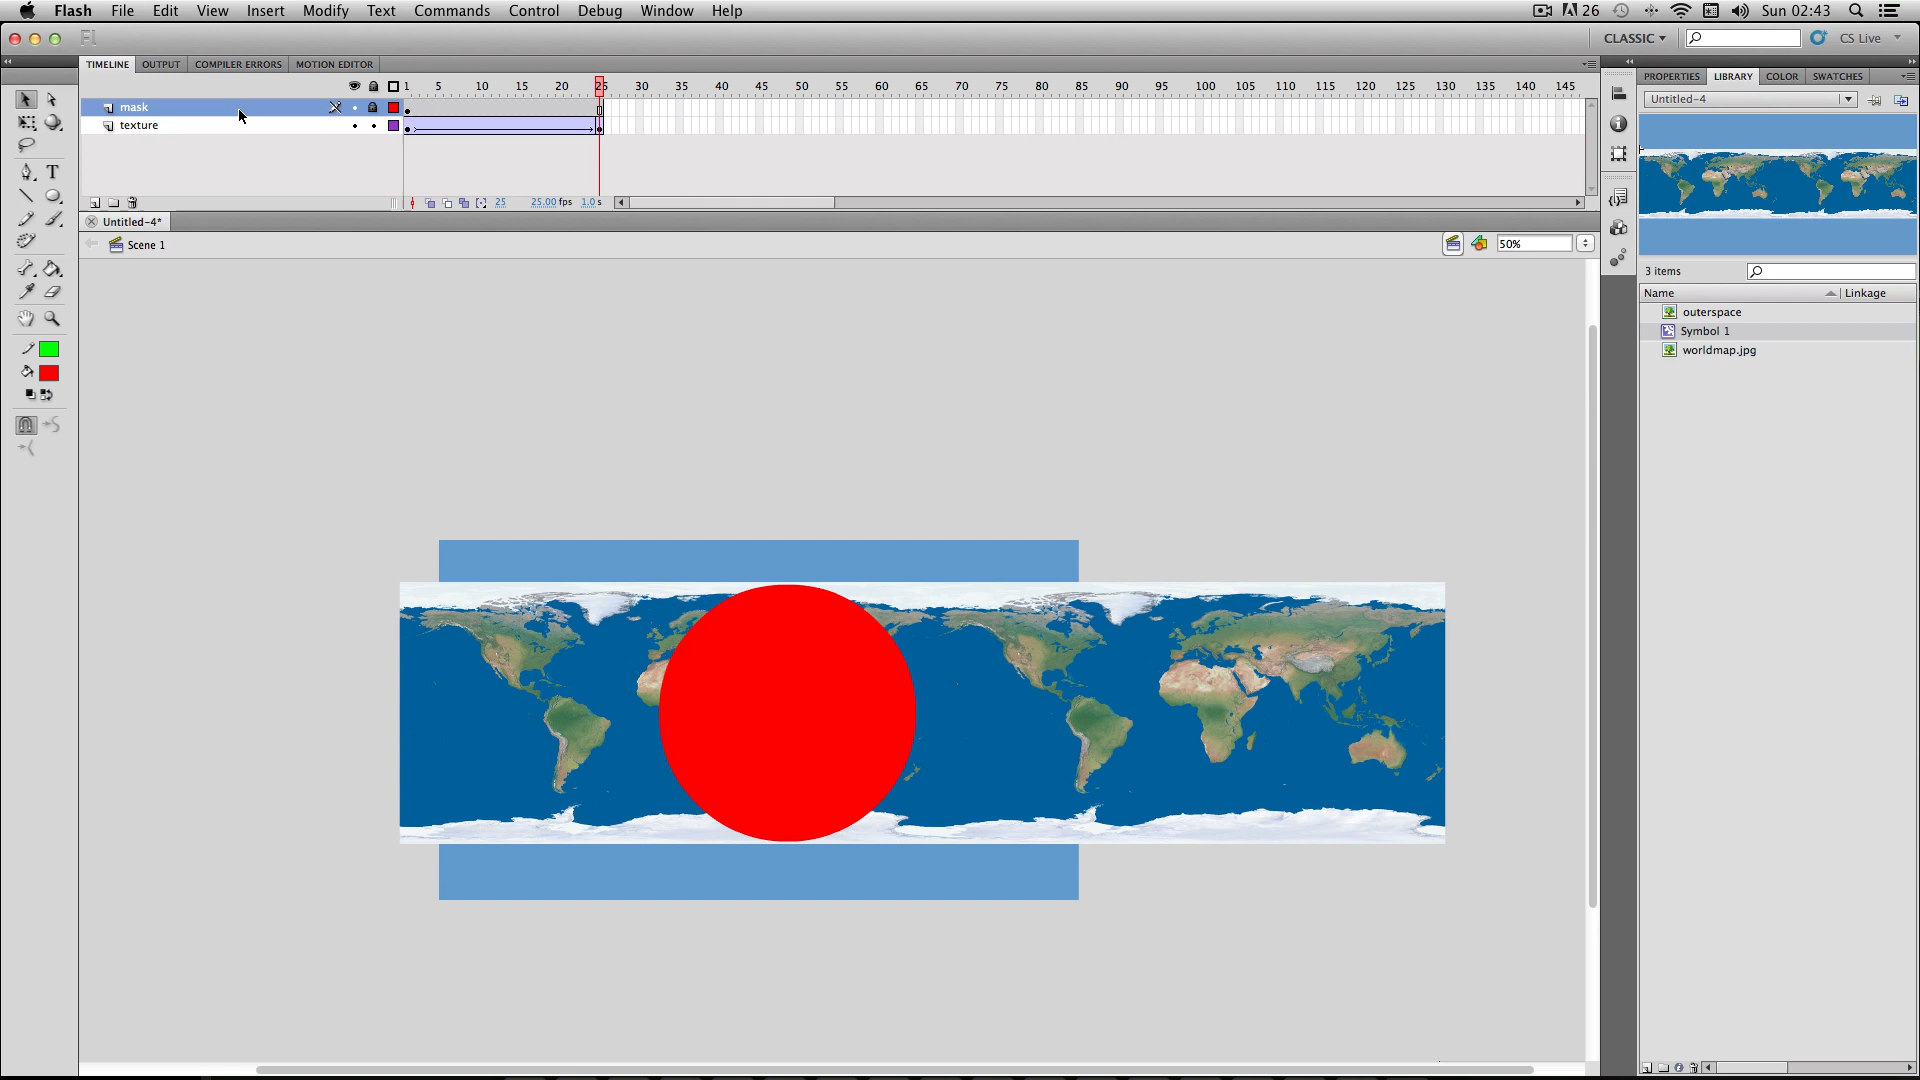 Flash File Edit View Insert Modify Text Commands Control Debug Window Help 26 Sun 02:43
Fl CLASSIC CS Live
TIMELINE OUTPUT COMPILER ERRORS MOTION EDITOR
1 5 10 15 20 25 30 35 40 45 50 55 60 65 70 75 80 85 90 95 100 105 110 115 120 125 130 135 140 145
mask
texture
25 25.00 fps 1.0 s
Untitled-4*
Scene 1 50%
PROPERTIES LIBRARY COLOR SWATCHES
Untitled-4
3 items
Name Linkage
outerspace
Symbol 1
worldmap.jpg